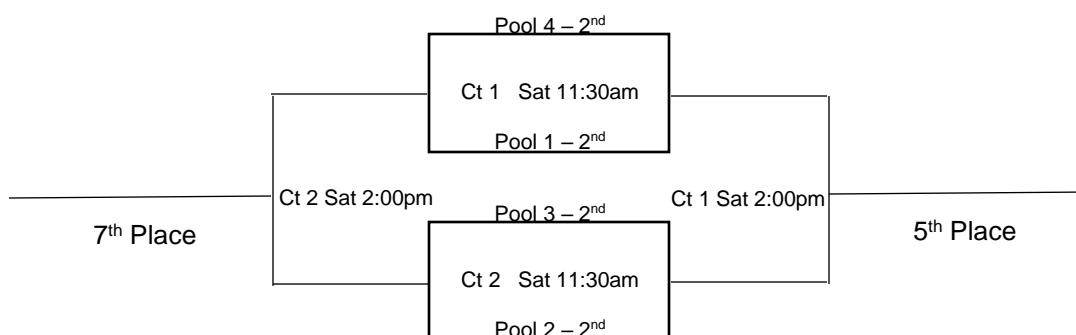 Pool 4 – 2nd
Ct 1 Sat 11:30am
Pool 1 – 2nd
Ct 2 Sat 2:00pm
Ct 1 Sat 2:00pm
Pool 3 – 2nd
7th Place
5th Place
Ct 2 Sat 11:30am
Pool 2 – 2nd